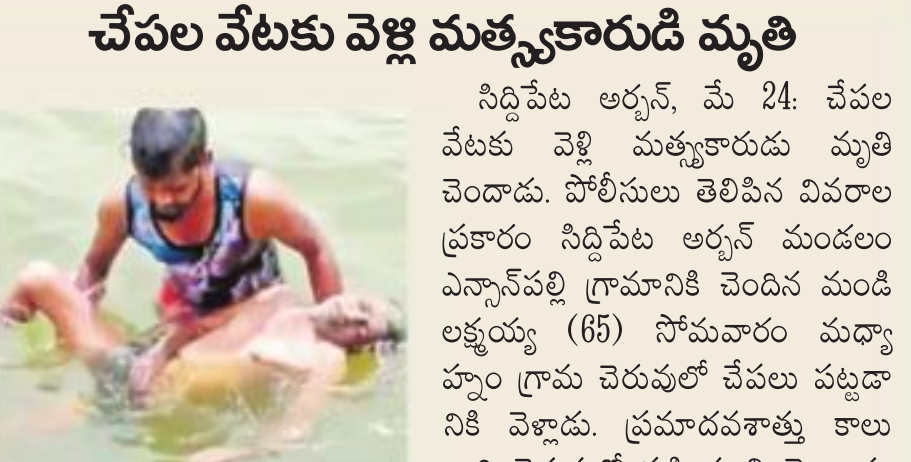 చేపల వేటకు వెళ్లి మత్స్యకారుడి మృతి
సిద్దిపేట అర్బన్, మే 24: చేపల
వేటకు వెళ్లి మత్స్యకారుడు మృతి
చెందాడు. పోలీసులు తెలిపిన వివరాల
ప్రకారం సిద్దిపేట అర్బన్ మండలం
ఎన్సాన్‌పల్లి గ్రామానికి చెందిన మండి
లక్ష్మయ్య (65) సోమవారం మధ్యా
హ్నం గ్రామ చెరువులో చేపలు పట్టడా
నికి వెళ్లాడు. ప్రమాదవశాత్తు కాలు